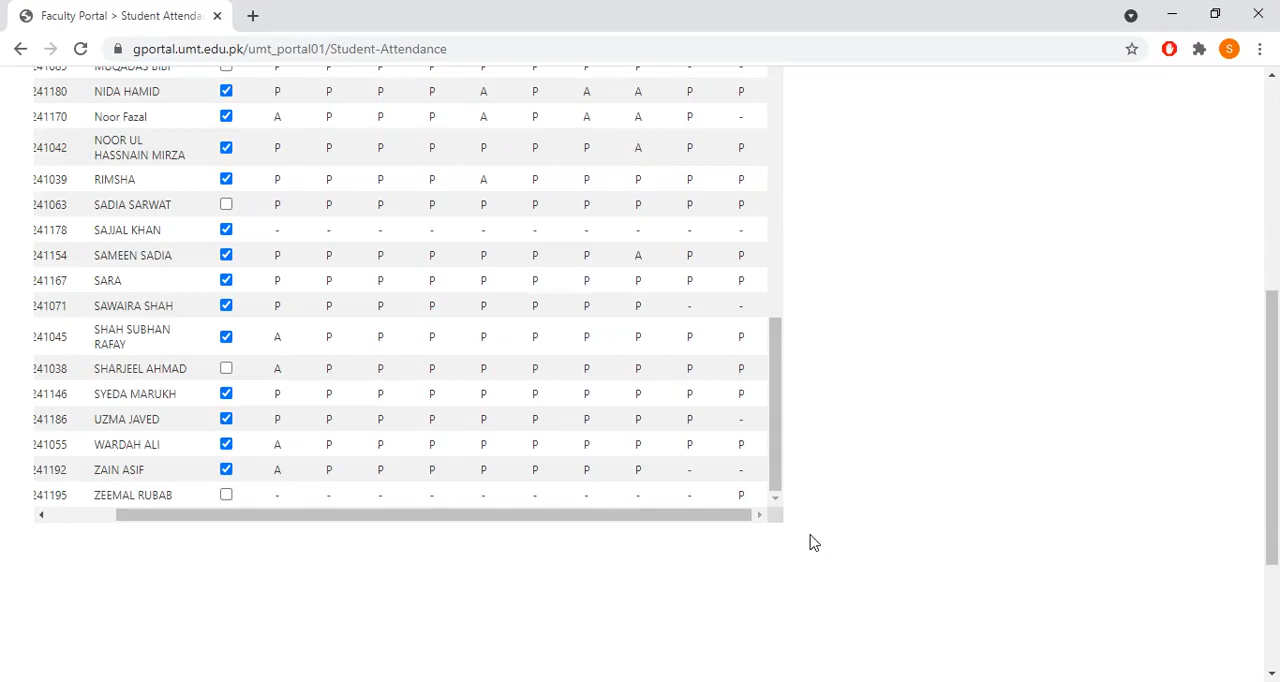 Faculty Portal > Student Attenda
gportal.umt.edu.pk/umt_portal01/Student-Attendance
S
MUQADAS BIBI P P P P P P P P - -
241180 NIDA HAMID P P P P A P A A P P
241170 Noor Fazal A P P P A P A A P -
NOOR UL
241042 P P P P P P P A P P
HASSNAIN MIRZA
241039 RIMSHA P P P P A P P P P P
241063 SADIA SARWAT P P P P P P P P P P
241178 SAJJAL KHAN - - - - - - - - - -
241154 SAMEEN SADIA P P P P P P P A P P
241167 SARA P P P P P P P P P P
241071 SAWAIRA SHAH P P P P P P P P - -
SHAH SUBHAN
241045 A P P P P P P P P P
RAFAY
241038 SHARJEEL AHMAD A P P P P P P P P P
241146 SYEDA MARUKH P P P P P P P P P P
241186 UZMA JAVED P P P P P P P P P -
241055 WARDAH ALI A P P P P P P P P P
241192 ZAIN ASIF A P P P P P P P - -
241195 ZEEMAL RUBAB - - - - - - - - - P